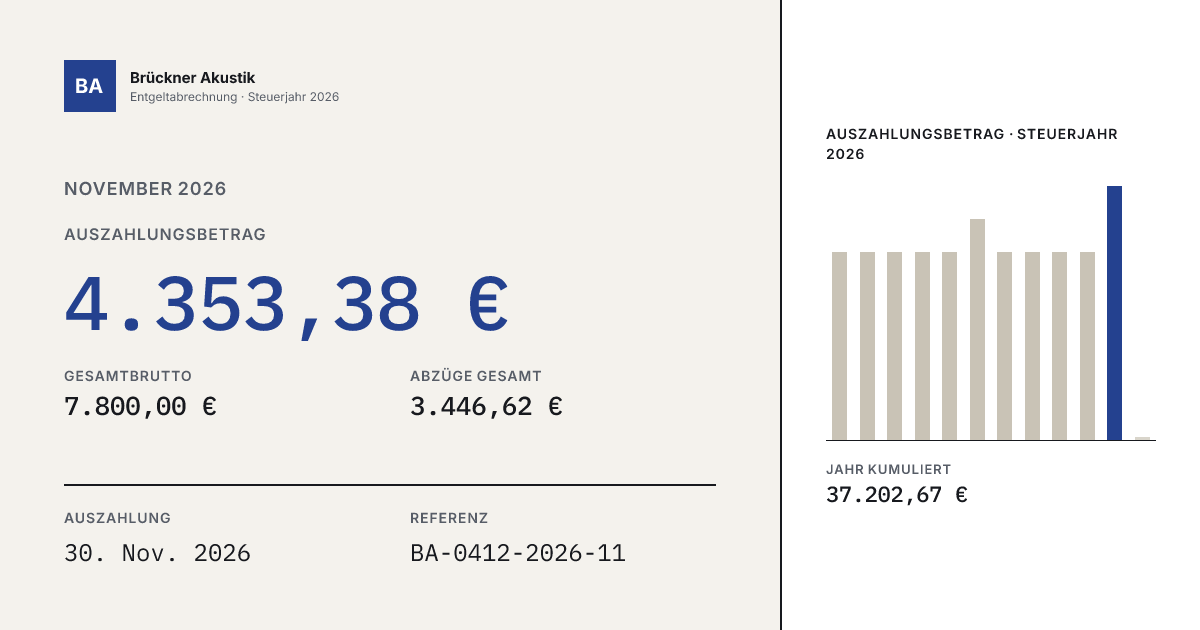 BA
Brückner Akustik
Entgeltabrechnung · Steuerjahr 2026
NOVEMBER 2026
AUSZAHLUNGSBETRAG
4.353,38 €
GESAMTBRUTTO
7.800,00 €
ABZÜGE GESAMT
3.446,62 €
AUSZAHLUNG
30. Nov. 2026
REFERENZ
BA-0412-2026-11
AUSZAHLUNGSBETRAG · STEUERJAHR
2026
JAHR KUMULIERT
37.202,67 €